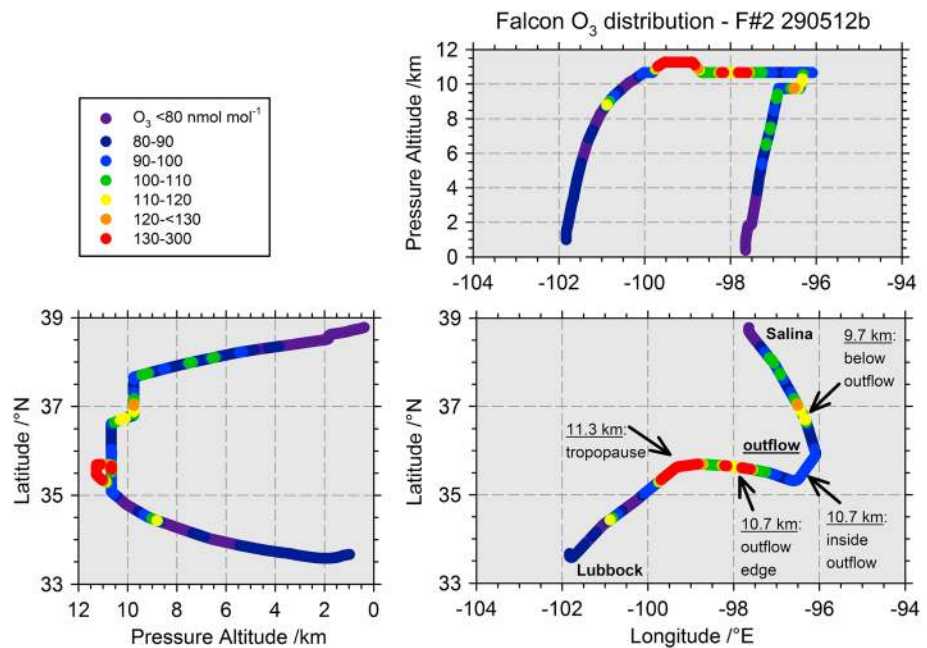 Falcon O3 distribution - F#2 290512b
O3 <80 nmol mol-1
80-90
90-100
100-110
110-120
120-<130
130-300
12
10
8
6
4
2
0
Pressure Altitude /km
-104
-102
-100
-98
-96
-94
39
37
35
33
Latitude /°N
12
10
8
6
4
2
0
Pressure Altitude /km
39
37
35
33
Latitude /°N
Salina
9.7 km:
below
outflow
11.3 km:
tropopause
outflow
10.7 km:
outflow
edge
10.7 km:
inside
outflow
Lubbock
-104
-102
-100
-98
-96
-94
Longitude /°E